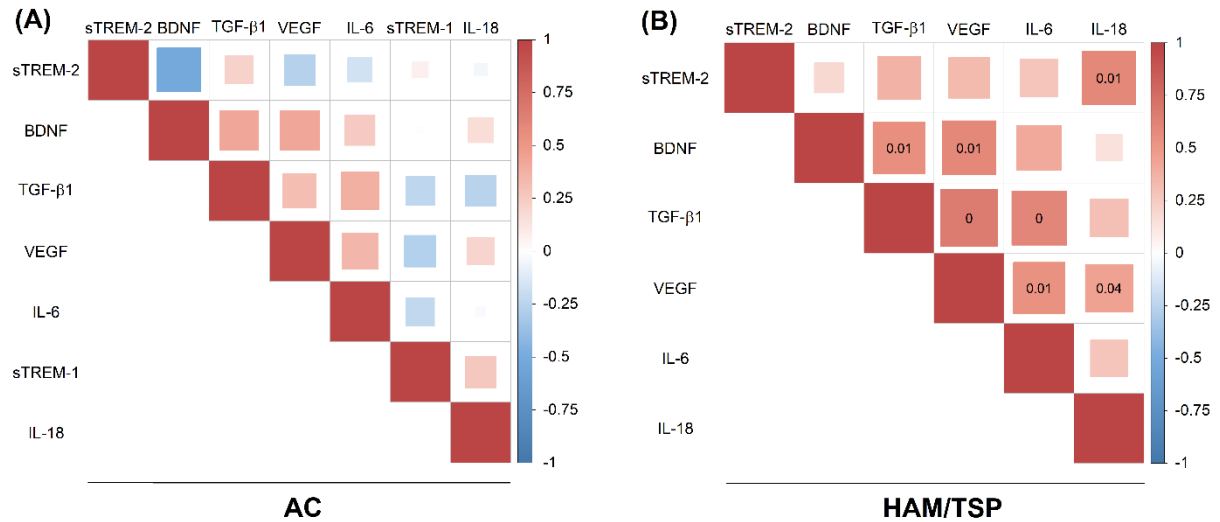 (A)
sTREM-2 BDNF TGF-β1 VEGF IL-6 sTREM-1 IL-18
sTREM-2
BDNF
TGF-β1
VEGF
IL-6
sTREM-1
IL-18
1
0.75
0.5
0.25
0
-0.25
-0.5
-0.75
-1
AC
(B)
sTREM-2 BDNF TGF-β1 VEGF IL-6 IL-18
sTREM-2 0.01
BDNF 0.01 0.01
TGF-β1 0 0
VEGF 0.01 0.04
IL-6
IL-18
1
0.75
0.5
0.25
0
-0.25
-0.5
-0.75
-1
HAM/TSP